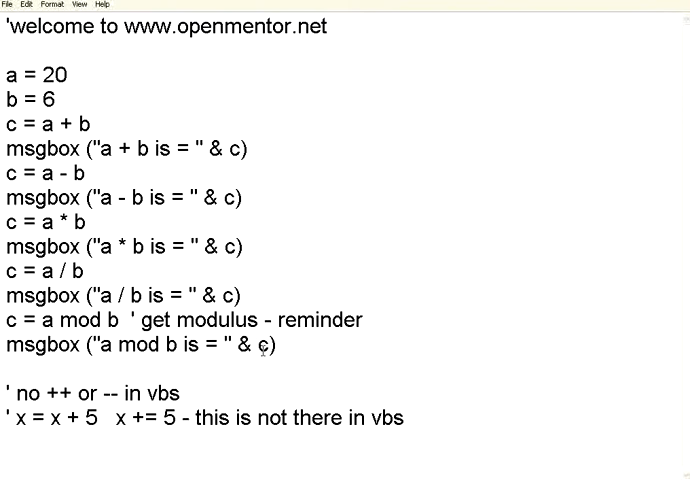 File Edit Format View Help
'welcome to www.openmentor.net
a = 20
b = 6
c = a + b
msgbox ("a + b is = " & c)
c = a - b
msgbox ("a - b is = " & c)
c = a * b
msgbox ("a * b is = " & c)
c = a / b
msgbox ("a / b is = " & c)
c = a mod b ' get modulus - reminder
msgbox ("a mod b is = " & c)
' no ++ or -- in vbs
' x = x + 5 x += 5 - this is not there in vbs